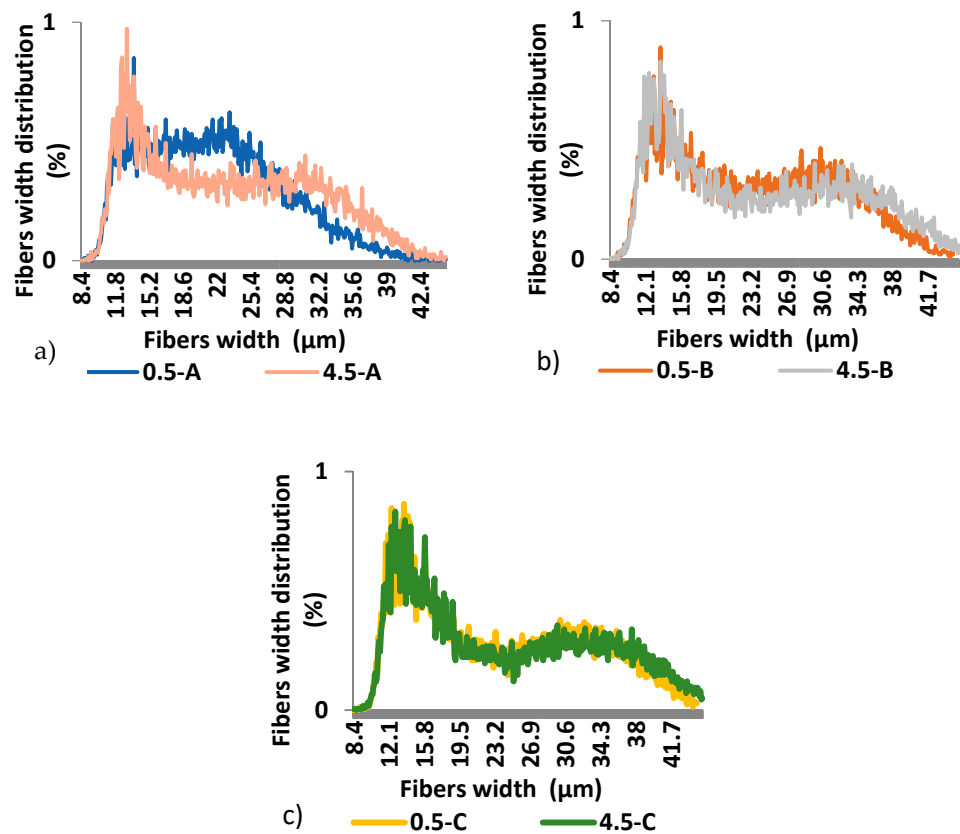 1
Fibers width distribution
(%)
0
8.4 11.8 15.2 18.6 22 25.4 28.8 32.2 35.6 39 42.4
Fibers width (µm)
a)
0.5-A 4.5-A
1
Fibers width distribution
(%)
0
8.4 12.1 15.8 19.5 23.2 26.9 30.6 34.3 38 41.7
Fibers width (µm)
b)
0.5-B 4.5-B
1
Fibers width distribution
(%)
0
8.4 12.1 15.8 19.5 23.2 26.9 30.6 34.3 38 41.7
Fibers width (µm)
c)
0.5-C 4.5-C